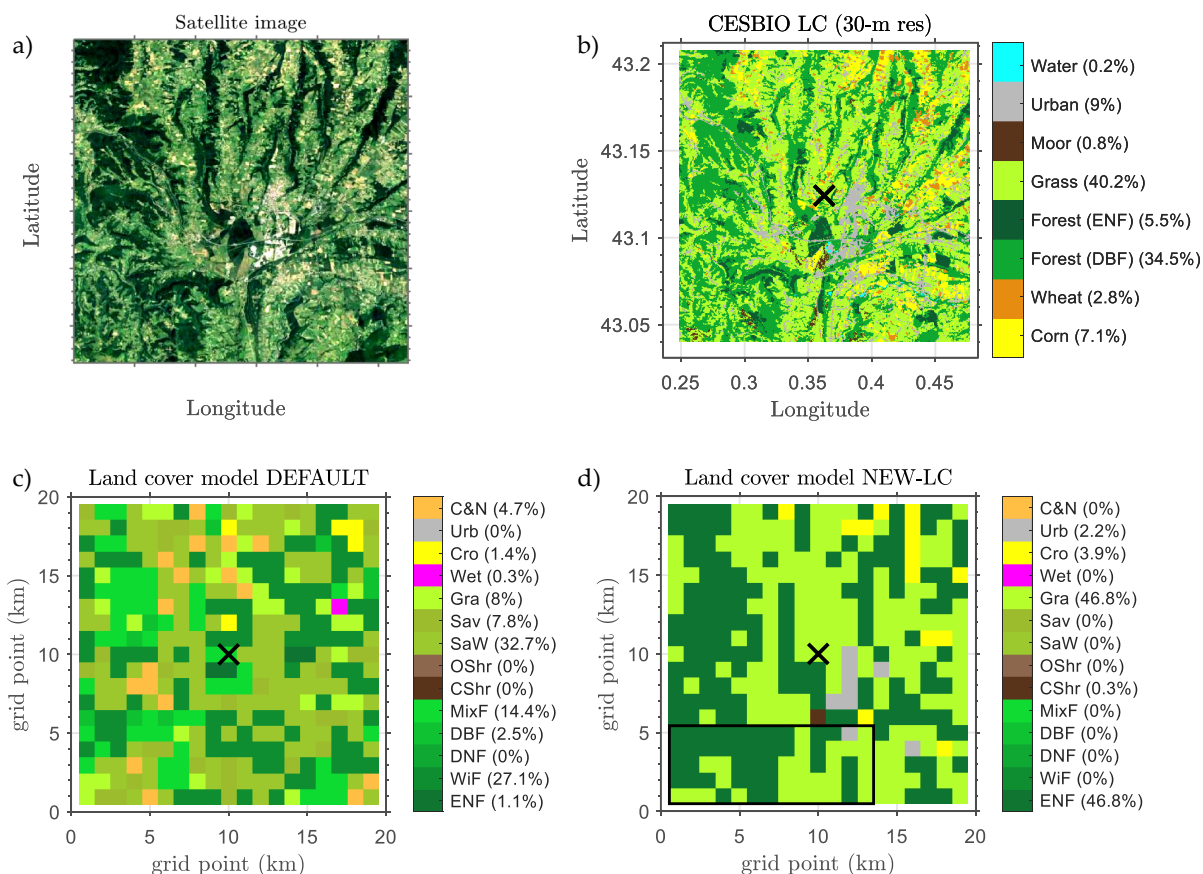 a)
Satellite image
Latitude
Longitude
b)
CESBIO LC (30-m res)
43.2
43.15
43.1
43.05
Latitude
0.25 0.3 0.35 0.4 0.45
Longitude
Water (0.2%)
Urban (9%)
Moor (0.8%)
Grass (40.2%)
Forest (ENF) (5.5%)
Forest (DBF) (34.5%)
Wheat (2.8%)
Corn (7.1%)
c)
Land cover model DEFAULT
20
15
10
5
0
grid point (km)
0 5 10 15 20
grid point (km)
C&N (4.7%)
Urb (0%)
Cro (1.4%)
Wet (0.3%)
Gra (8%)
Sav (7.8%)
SaW (32.7%)
OShr (0%)
CShr (0%)
MixF (14.4%)
DBF (2.5%)
DNF (0%)
WiF (27.1%)
ENF (1.1%)
d)
Land cover model NEW-LC
20
15
10
5
0
grid point (km)
0 5 10 15 20
grid point (km)
C&N (0%)
Urb (2.2%)
Cro (3.9%)
Wet (0%)
Gra (46.8%)
Sav (0%)
SaW (0%)
OShr (0%)
CShr (0.3%)
MixF (0%)
DBF (0%)
DNF (0%)
WiF (0%)
ENF (46.8%)